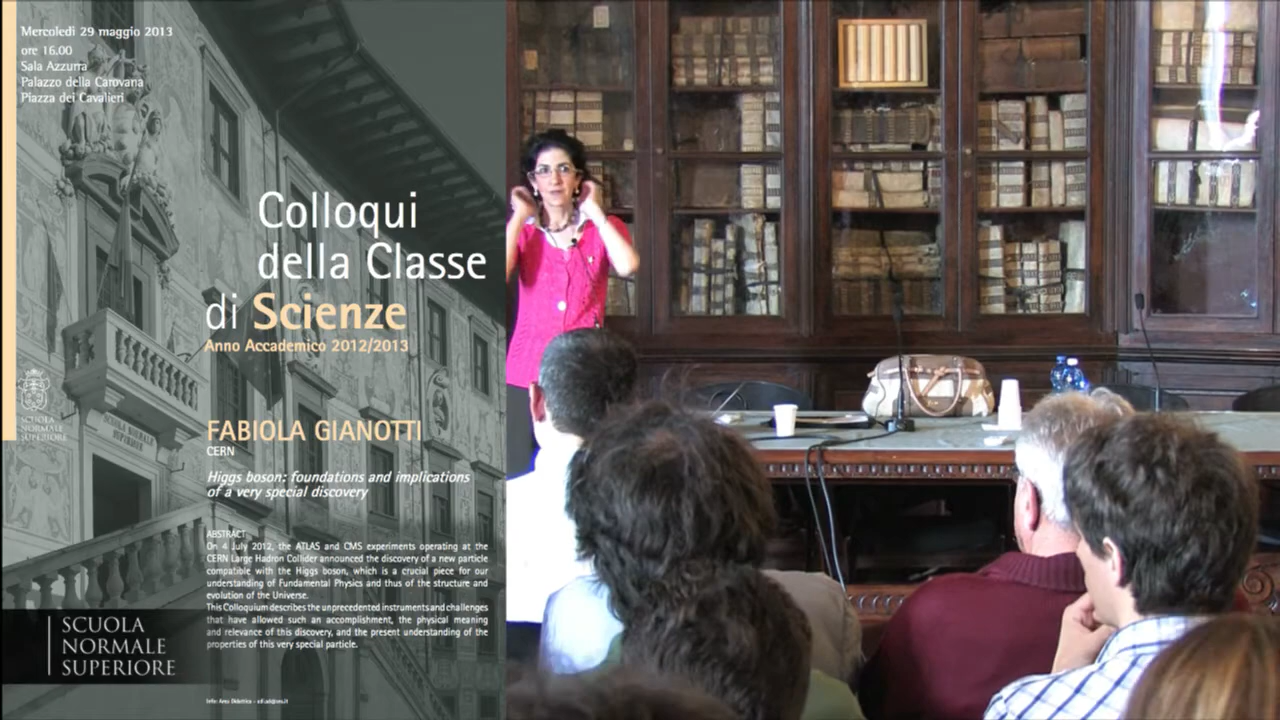 Mercoledì 29 maggio 2013
ore 16.00
Sala Azzurra
Palazzo della Carovana
Piazza dei Cavalieri
Colloqui
della Classe
di Scienze
Anno Accademico 2012/2013
SCUOLA
NORMALE
SUPERIORE
FABIOLA GIANOTTI
CERN
Higgs boson: foundations and implications
of a very special discovery
ABSTRACT
On 4 July 2012, the ATLAS and CMS experiments operating at the
CERN Large Hadron Collider announced the discovery of a new particle
compatible with the Higgs boson, which is a crucial piece for our
understanding of Fundamental Physics and thus of the structure and
evolution of the Universe.
This Colloquium describes the unprecedented instruments and challenges
that have allowed such an accomplishment, the physical meaning
and relevance of this discovery, and the present understanding of the
properties of this very special particle.
SCUOLA
NORMALE
SUPERIORE
Info: Area Didattica -